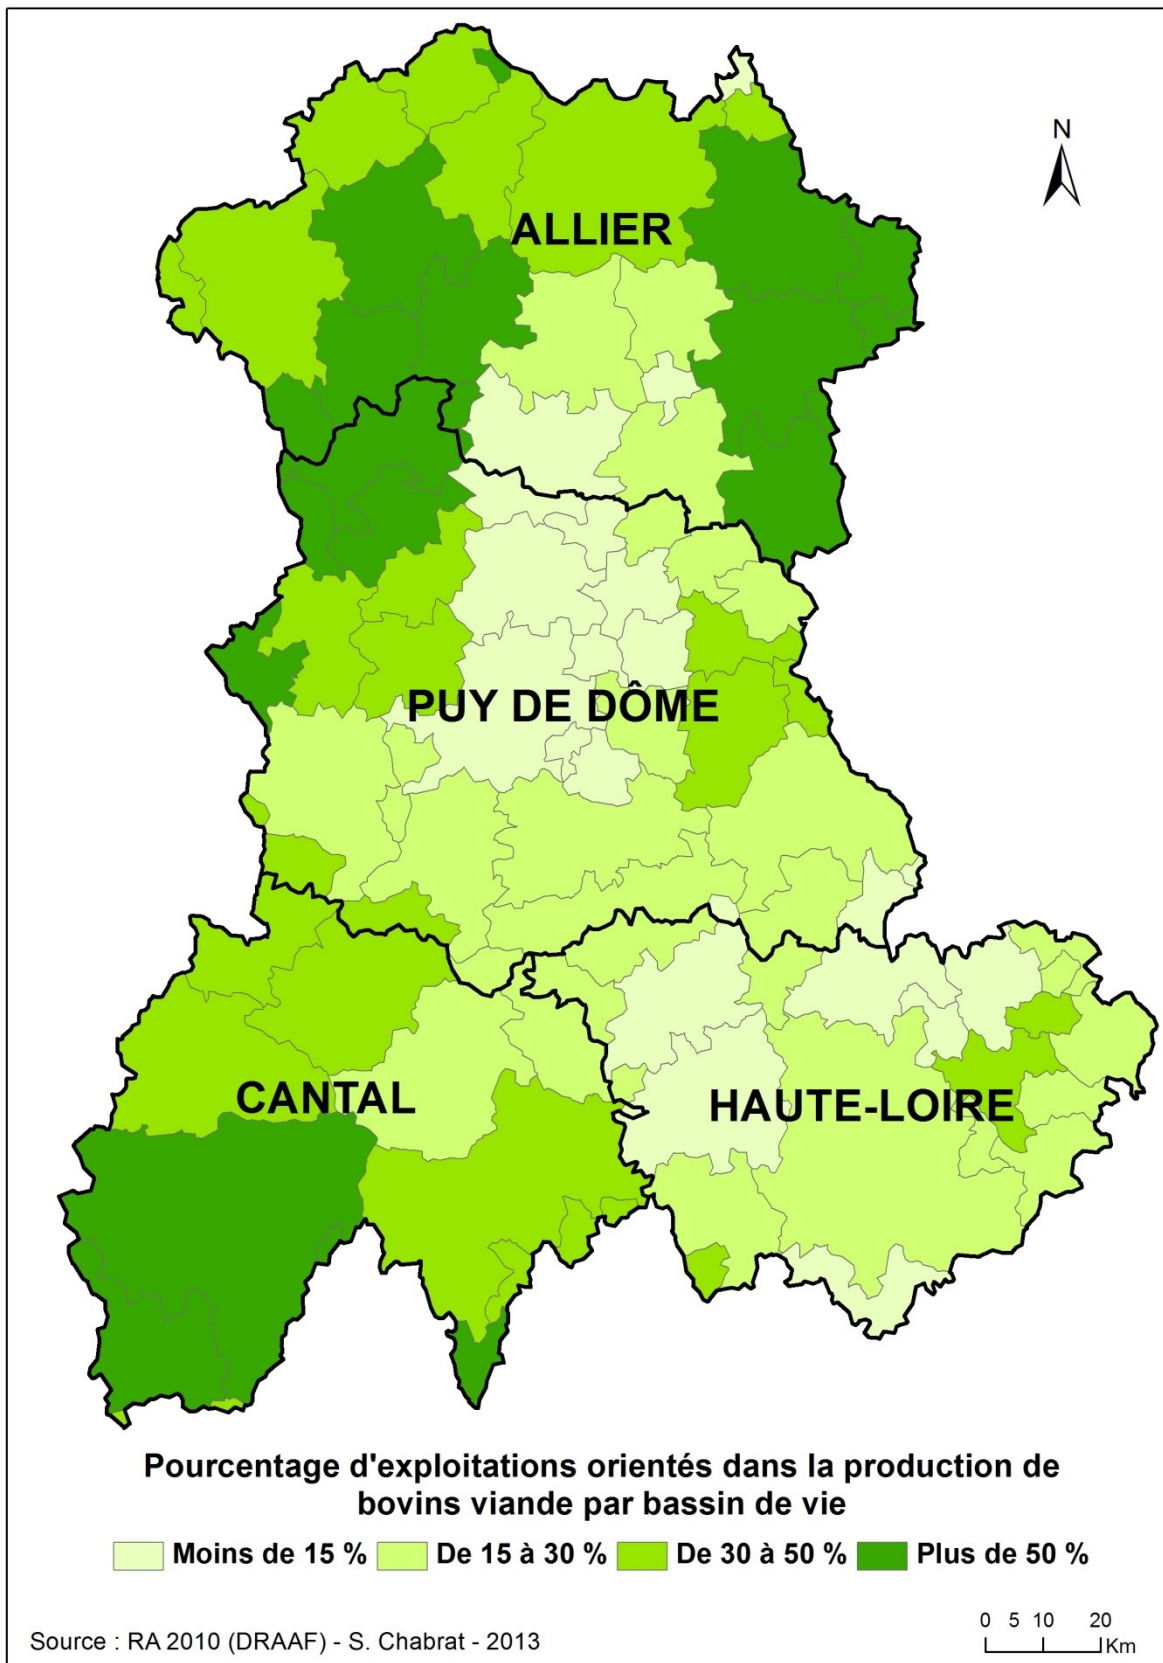 N
ALLIER
PUY DE DÔME
CANTAL
HAUTE-LOIRE
Pourcentage d'exploitations orientés dans la production de
bovins viande par bassin de vie
Moins de 15 % De 15 à 30 % De 30 à 50 % Plus de 50 %
0 5 10 20
Km
Source : RA 2010 (DRAAF) - S. Chabrat - 2013